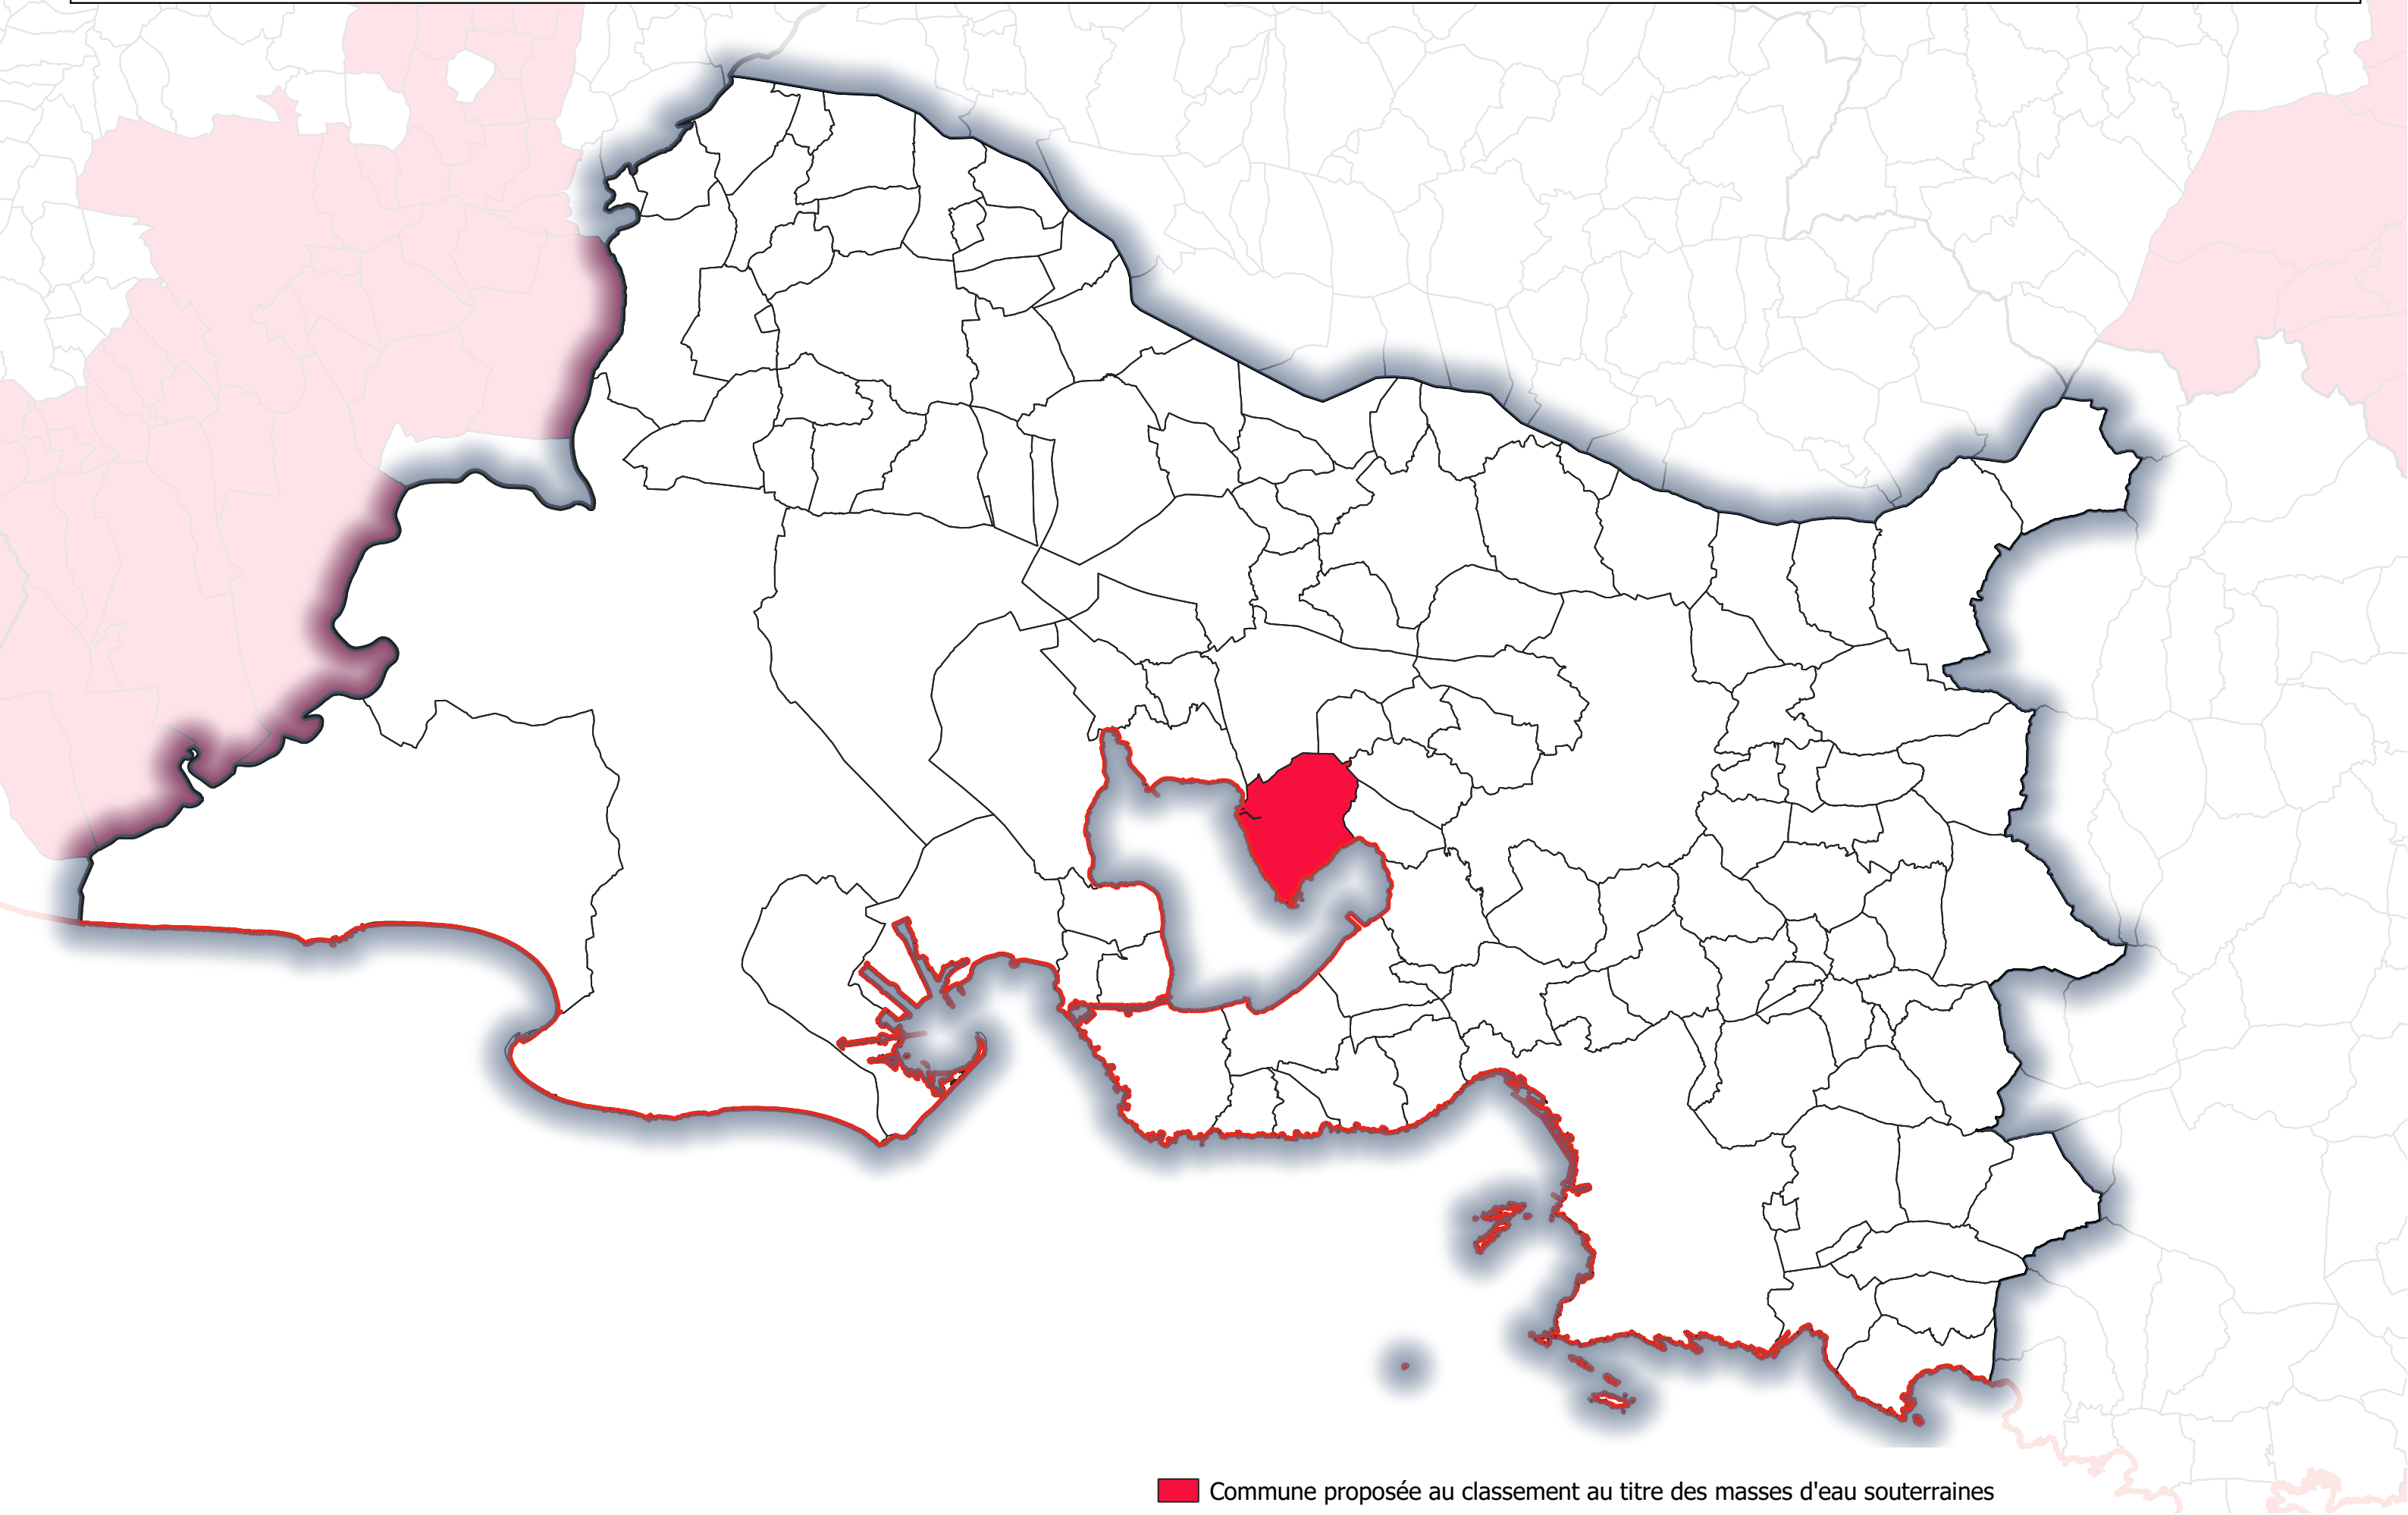 Commune proposée au classement au titre des masses d'eau souterraines